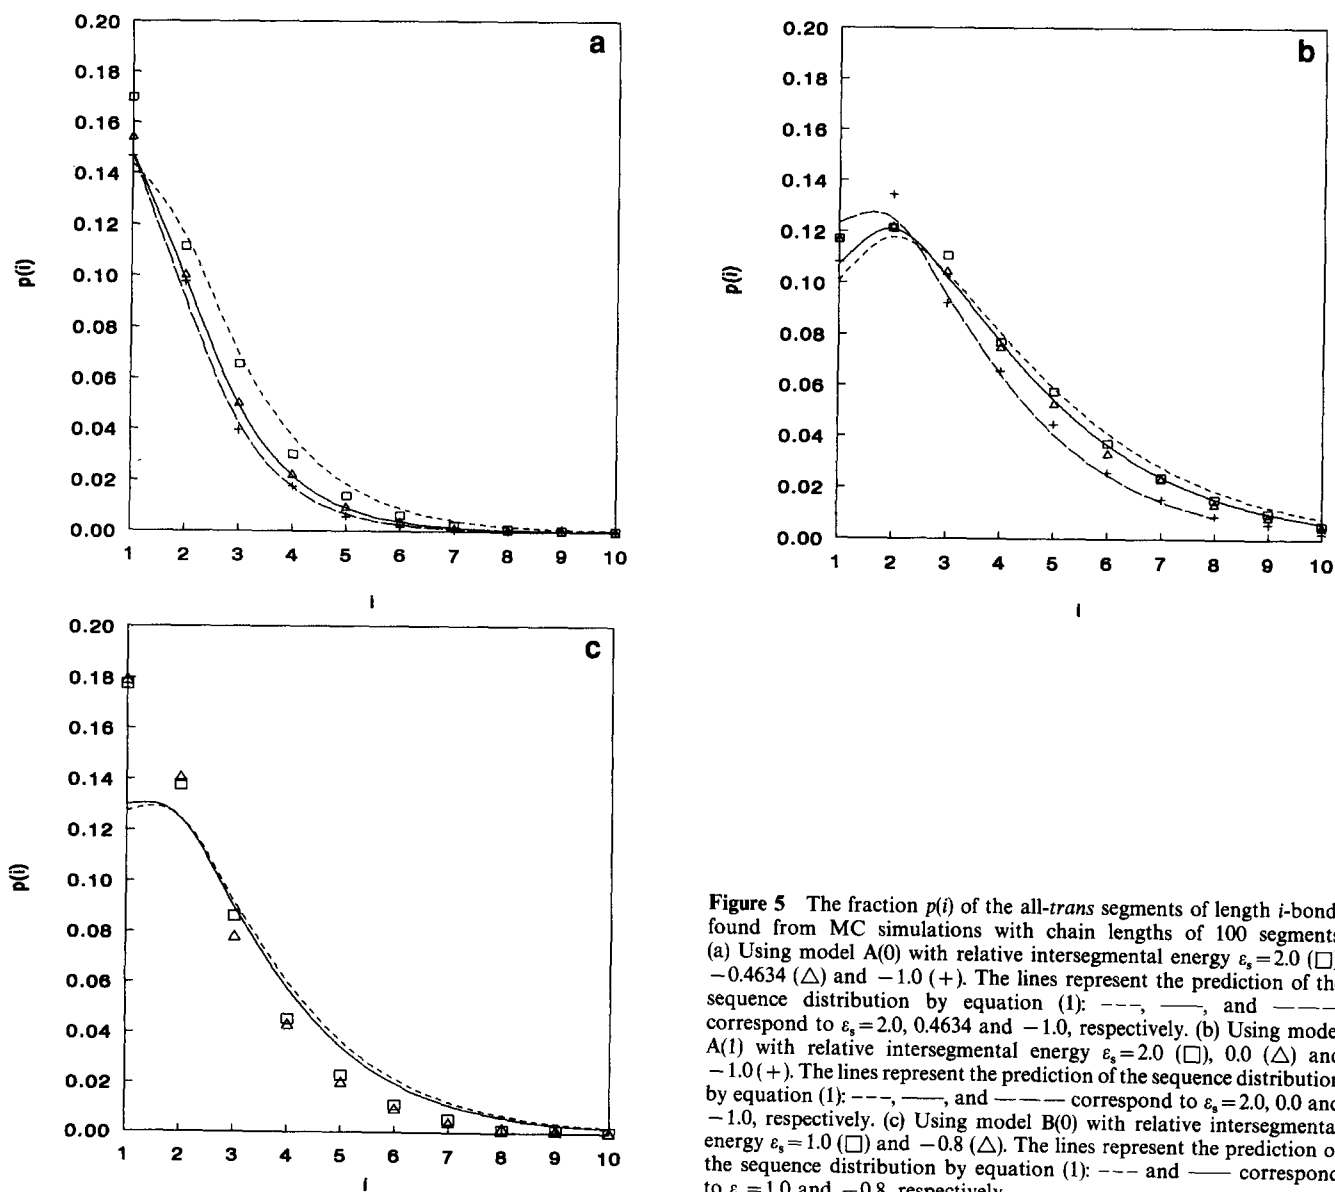 a
0.20
0.18
0.16
0.14
0.12
0.10
0.08
0.06
0.04
0.02
0.00
p(i)
1 2 3 4 5 6 7 8 9 10
i
b
0.20
0.18
0.16
0.14
0.12
0.10
0.08
0.06
0.04
0.02
0.00
p(i)
1 2 3 4 5 6 7 8 9 10
i
c
0.20
0.18
0.16
0.14
0.12
0.10
0.08
0.06
0.04
0.02
0.00
p(i)
1 2 3 4 5 6 7 8 9 10
i
Figure 5 The fraction p(i) of the all-trans segments of length i-bond
found from MC simulations with chain lengths of 100 segments
(a) Using model A(0) with relative intersegmental energy εs = 2.0 (□)
−0.4634 (△) and −1.0 (+). The lines represent the prediction of th
sequence distribution by equation (1): ---, ——, and — — —
correspond to εs = 2.0, 0.4634 and −1.0, respectively. (b) Using mode
A(1) with relative intersegmental energy εs = 2.0 (□), 0.0 (△) and
−1.0 (+). The lines represent the prediction of the sequence distribution
by equation (1): ---, ——, and — — — correspond to εs = 2.0, 0.0 and
−1.0, respectively. (c) Using model B(0) with relative intersegmenta
energy εs = 1.0 (□) and −0.8 (△). The lines represent the prediction o
the sequence distribution by equation (1): --- and —— correspond
to ε = 1.0 and −0.8, respectively